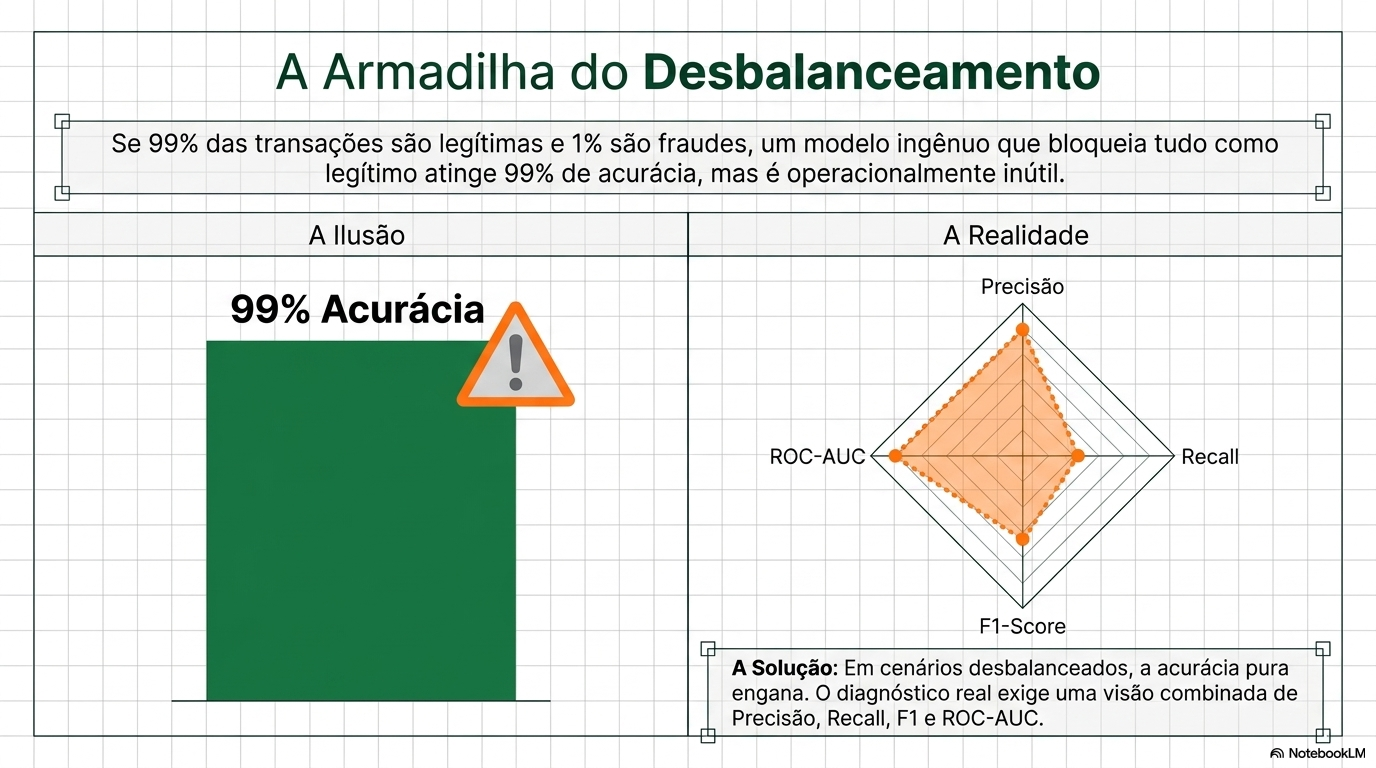 A Armadilha do Desbalanceamento
Se 99% das transações são legítimas e 1% são fraudes, um modelo ingênuo que bloqueia tudo como
legítimo atinge 99% de acurácia, mas é operacionalmente inútil.
A Ilusão
A Realidade
99% Acurácia
Precisão
ROC-AUC
Recall
F1-Score
A Solução: Em cenários desbalanceados, a acurácia pura
engana. O diagnóstico real exige uma visão combinada de
Precisão, Recall, F1 e ROC-AUC.
NotebookLM